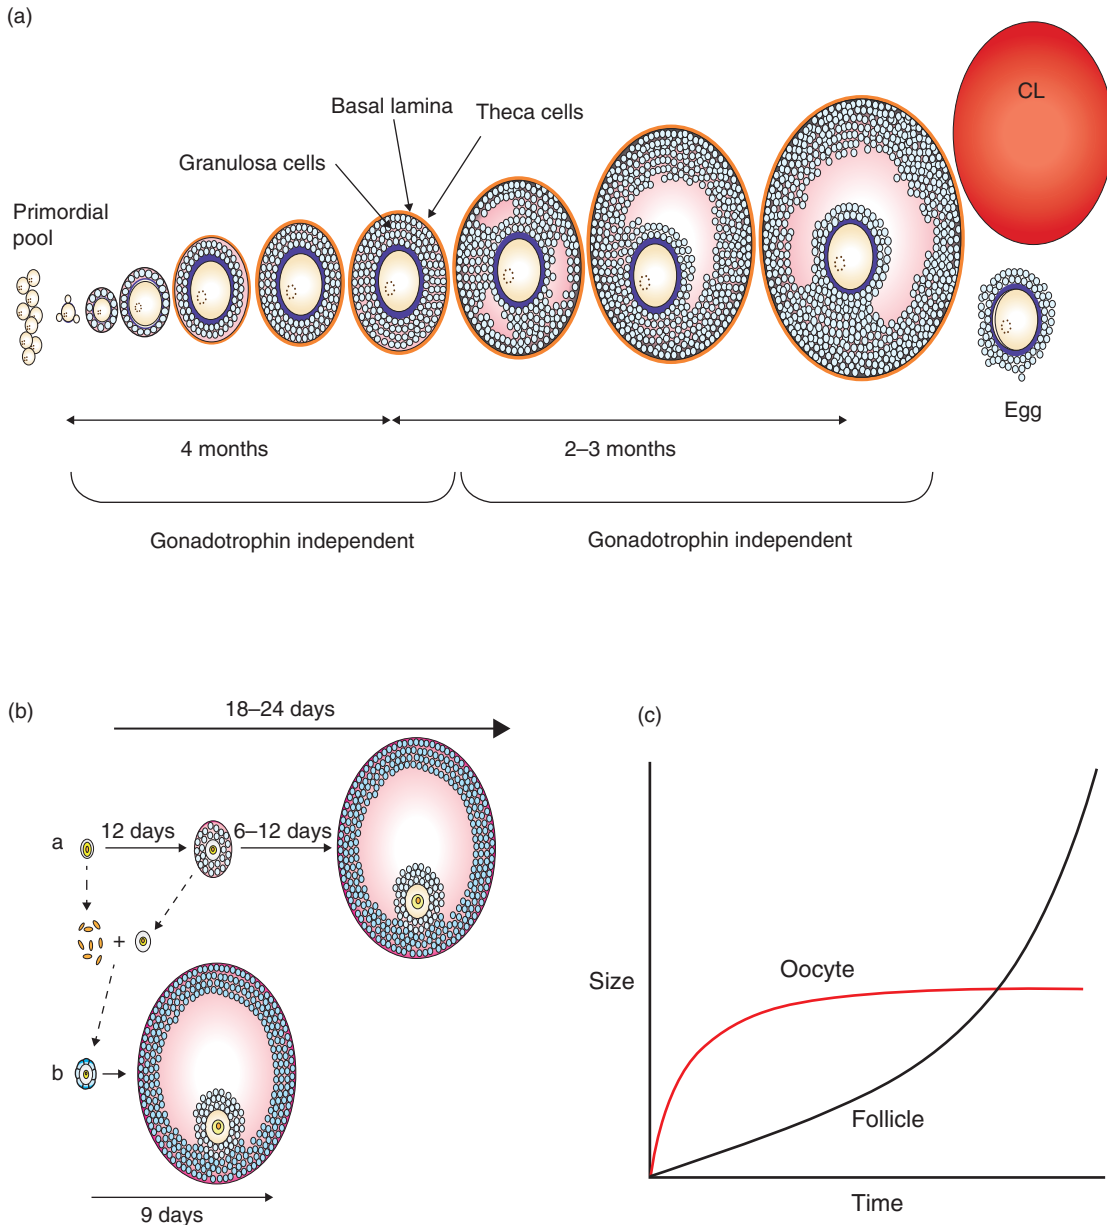 (a)
CL
Basal lamina
Theca cells
Granulosa cells
Primordial
pool
Egg
4 months
2–3 months
Gonadotrophin independent
Gonadotrophin independent
(b)
18–24 days
a
12 days
6–12 days
+
b
9 days
(c)
Size
Oocyte
Follicle
Time